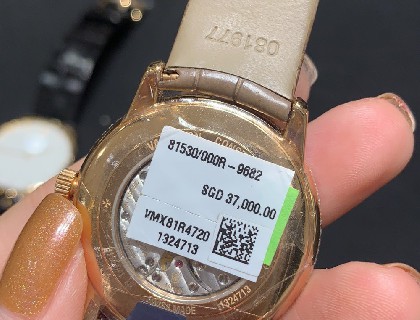 081977
81530/000R-9682
SGD 37,000.00
VMX81R4720
1324713
1324713